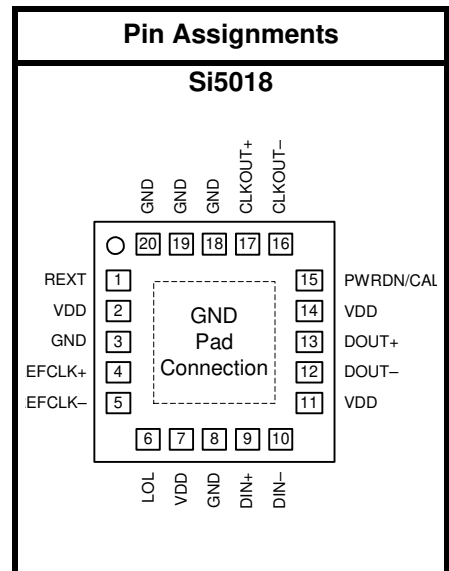 Pin Assignments
Si5018
GND GND GND CLKOUT+ CLKOUT–
20 19 18 17 16
REXT 1 15 PWRDN/CAL
VDD 2 14 VDD
GND 3 13 DOUT+
EFCLK+ 4 12 DOUT–
EFCLK– 5 11 VDD
GND
Pad
Connection
6 7 8 9 10
LOL VDD GND DIN+ DIN–